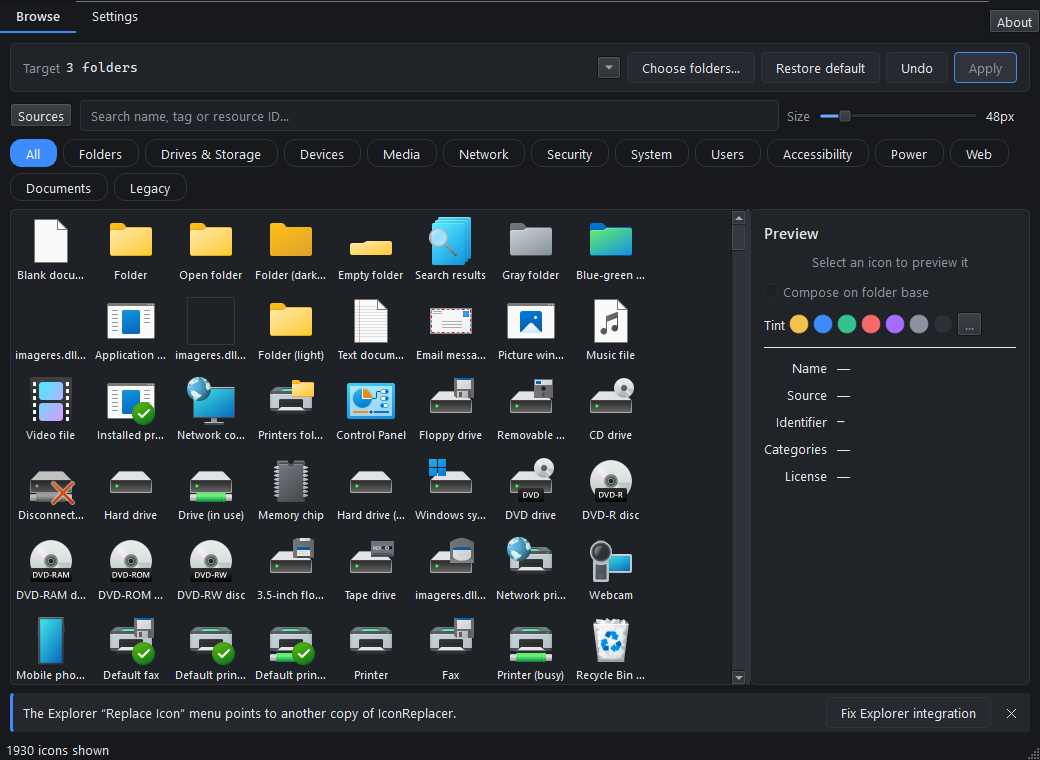 Browse Settings
About
Target 3 folders Choose folders... Restore default Undo Apply
Sources Search name, tag or resource ID... Size 48px
All Folders Drives & Storage Devices Media Network Security System Users Accessibility Power Web
Documents Legacy
Preview
Select an icon to preview it
Compose on folder base
Tint ...
Name —
Source —
Identifier –
Categories —
License —
Blank docu... Folder Open folder Folder (dark... Empty folder Search results Gray folder Blue-green ...
imageres.dll... Application ... imageres.dll... Folder (light) Text docum... Email messa... Picture win... Music file
Video file Installed pr... Network co... Printers fol... Control Panel Floppy drive Removable ... CD drive
Disconnect... Hard drive Drive (in use) Memory chip Hard drive (... Windows sy... DVD drive DVD-R disc
DVD DVD-R
DVD-RAM DVD-ROM DVD-RW
DVD-RAM d... DVD-ROM ... DVD-RW disc 3.5-inch flo... Tape drive imageres.dll... Network pri... Webcam
Mobile pho... Default fax Default prin... Default prin... Printer Fax Printer (busy) Recycle Bin ...
The Explorer “Replace Icon” menu points to another copy of IconReplacer. Fix Explorer integration
1930 icons shown